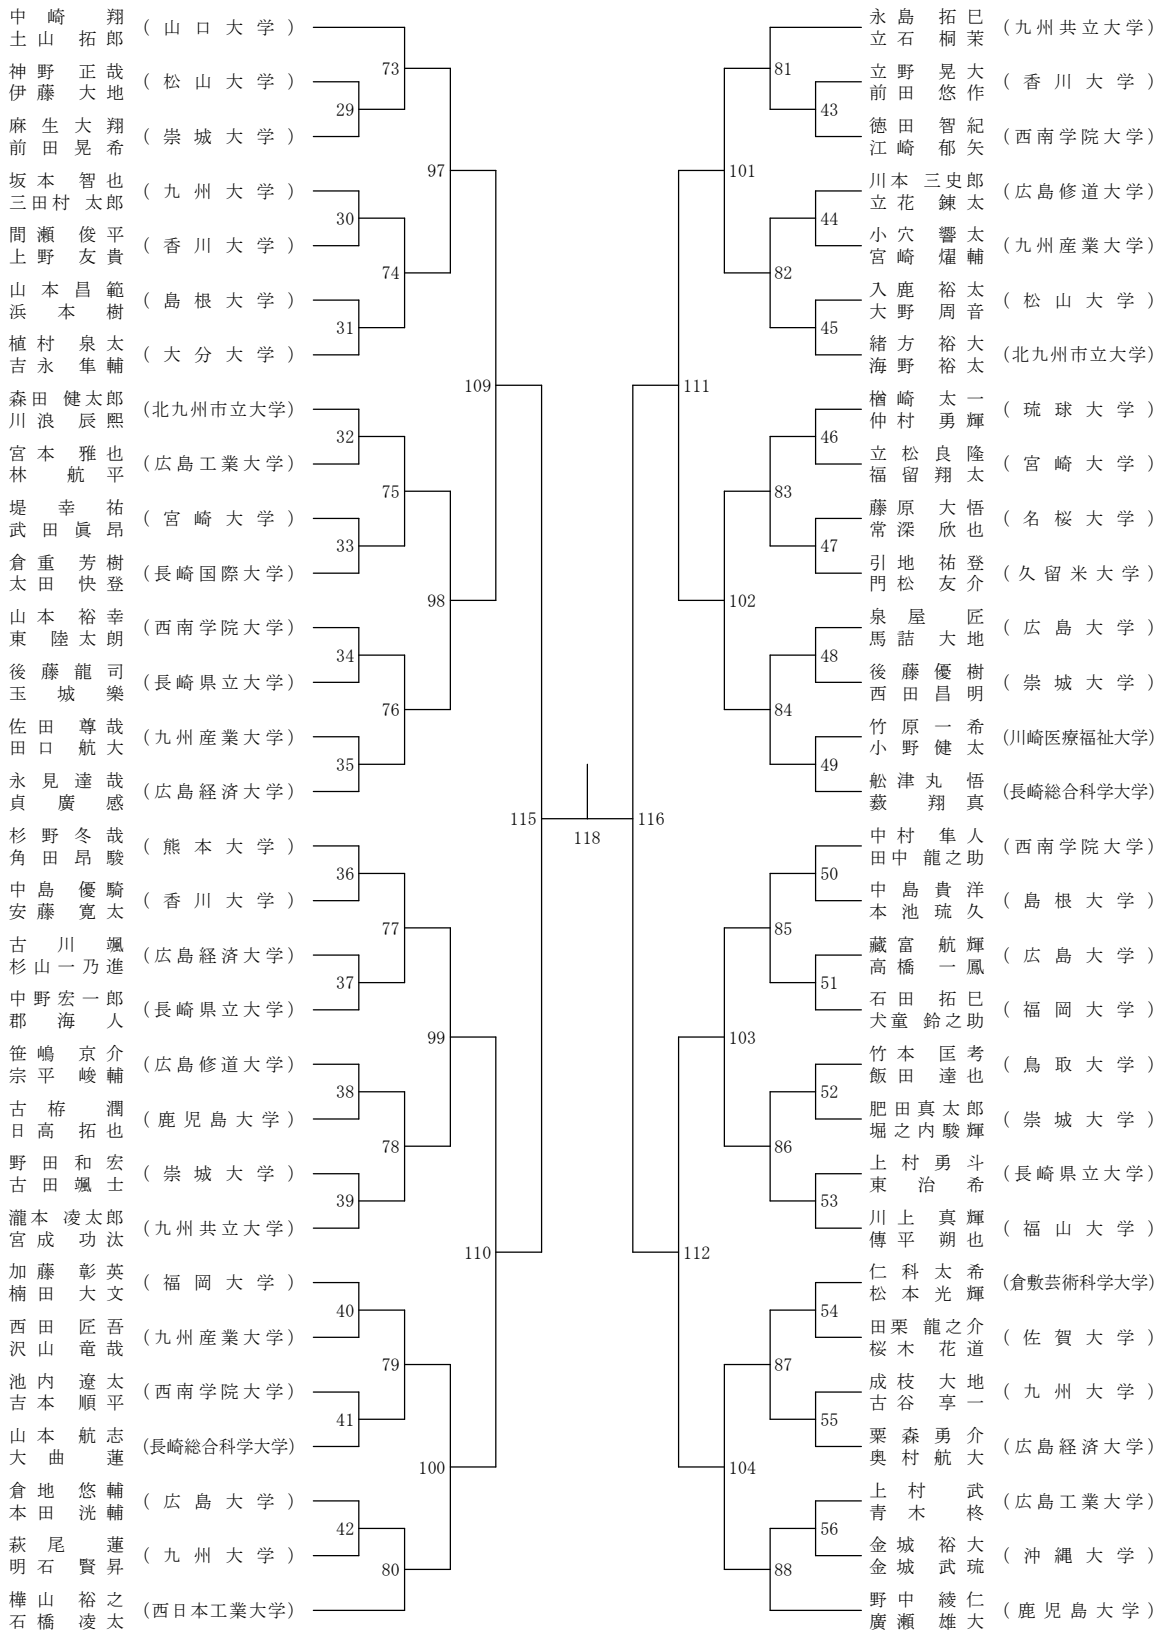 中崎翔
土山拓郎
(山口大学)
神野正哉
伊藤大地
(松山大学)
麻生大翔
前田晃希
(崇城大学)
坂本智也
三田村太郎
(九州大学)
間瀬俊平
上野友貴
(香川大学)
山本昌範
浜本樹
(島根大学)
植村泉太
吉永隼輔
(大分大学)
森田健太郎
川浪辰熙
(北九州市立大学)
宮本雅也
林航平
(広島工業大学)
堤幸祐
武田眞昂
(宮崎大学)
倉重芳樹
太田快登
(長崎国際大学)
山本裕幸
東陸太朗
(西南学院大学)
後藤龍司
玉城樂
(長崎県立大学)
佐田尊哉
田口航大
(九州産業大学)
永見達哉
貞廣感
(広島経済大学)
杉野冬哉
角田昂駿
(熊本大学)
中島優騎
安藤寛太
(香川大学)
古川颯
杉山一乃進
(広島経済大学)
中野宏一郎
郡海人
(長崎県立大学)
笹嶋京介
宗平峻輔
(広島修道大学)
古栫潤
日高拓也
(鹿児島大学)
野田和宏
古田颯士
(崇城大学)
瀧本凌太郎
宮成功汰
(九州共立大学)
加藤彰英
楠田大文
(福岡大学)
西田匠吾
沢山竜哉
(九州産業大学)
池内遼太
吉本順平
(西南学院大学)
山本航志
大曲蓮
(長崎総合科学大学)
倉地悠輔
本田洸輔
(広島大学)
萩尾蓮
明石賢昇
(九州大学)
樺山裕之
石橋凌太
(西日本工業大学)
29
30
31
32
33
34
35
36
37
38
39
40
41
42
73
74
75
76
77
78
79
80
97
98
99
100
109
110
115
118
116
111
112
101
102
103
104
81
82
83
84
85
86
87
88
43
44
45
46
47
48
49
50
51
52
53
54
55
56
永島拓巳
立石桐茉
(九州共立大学)
立野晃大
前田悠作
(香川大学)
徳田智紀
江崎郁矢
(西南学院大学)
川本三史郎
立花錬太
(広島修道大学)
小穴響太
宮崎燿輔
(九州産業大学)
入鹿裕太
大野周音
(松山大学)
緒方裕大
海野裕太
(北九州市立大学)
楢崎太一
仲村勇輝
(琉球大学)
立松良隆
福留翔太
(宮崎大学)
藤原大悟
常深欣也
(名桜大学)
引地祐登
門松友介
(久留米大学)
泉屋匠
馬詰大地
(広島大学)
後藤優樹
西田昌明
(崇城大学)
竹原一希
小野健太
(川崎医療福祉大学)
舩津丸悟
薮翔真
(長崎総合科学大学)
中村隼人
田中龍之助
(西南学院大学)
中島貴洋
本池琉久
(島根大学)
藏富航輝
高橋一鳳
(広島大学)
石田拓巳
犬童鈴之助
(福岡大学)
竹本匡考
飯田達也
(鳥取大学)
肥田真太郎
堀之内駿輝
(崇城大学)
上村勇斗
東治希
(長崎県立大学)
川上真輝
傳平朔也
(福山大学)
仁科太希
松本光輝
(倉敷芸術科学大学)
田栗龍之介
桜木花道
(佐賀大学)
成枝大地
古谷享一
(九州大学)
粟森勇介
奥村航大
(広島経済大学)
上村武
青木柊
(広島工業大学)
金城裕大
金城武琉
(沖縄大学)
野中綾仁
廣瀬雄大
(鹿児島大学)